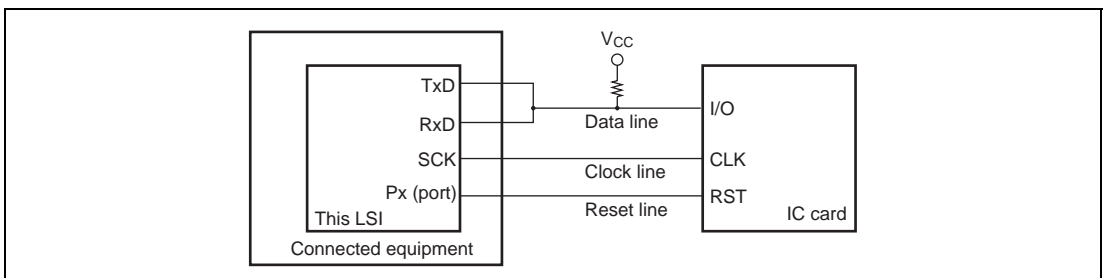 VCC
TxD
RxD
SCK
Px (port)
This LSI
Connected equipment
Data line
Clock line
Reset line
I/O
CLK
RST
IC card